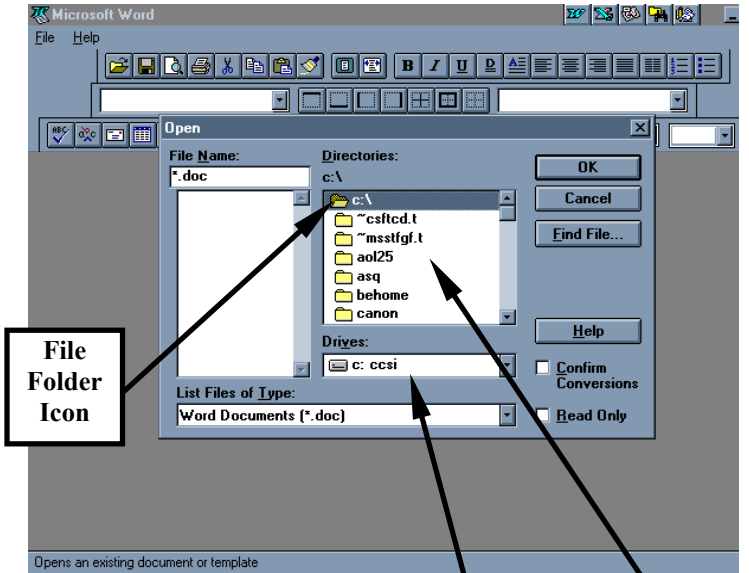 Microsoft Word
File Help
B I U D
ABC
Open
File Name:
*.doc
Directories:
c:\
c:\
~csftcd.t
~msstfgf.t
aol25
asq
behome
canon
OK
Cancel
Find File...
Help
Drives:
c: ccsi
Confirm
Conversions
Read Only
List Files of Type:
Word Documents (*.doc)
File
Folder
Icon
Opens an existing document or template